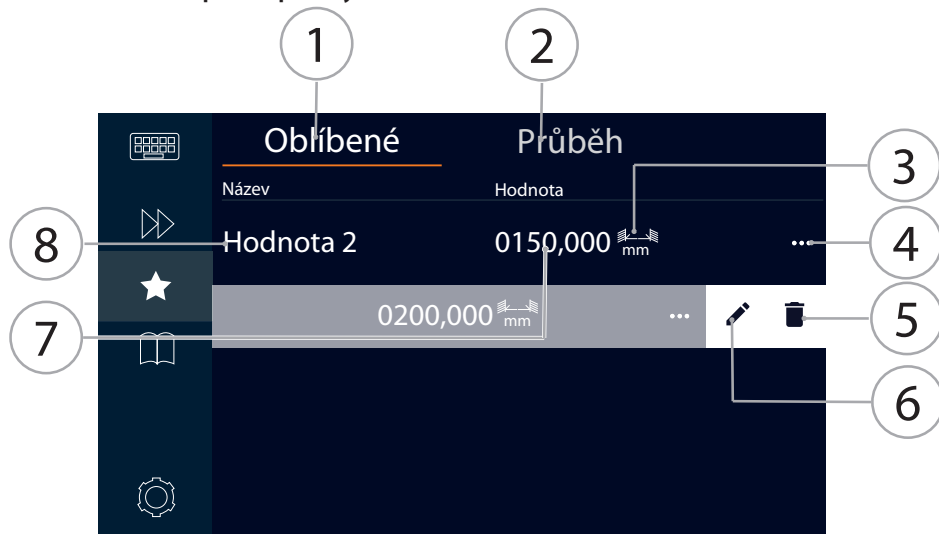 1 2
Oblíbené Průběh
3
Název Hodnota
8 Hodnota 2 0150,000 mm ... 4
0200,000 mm ... 5
7
6